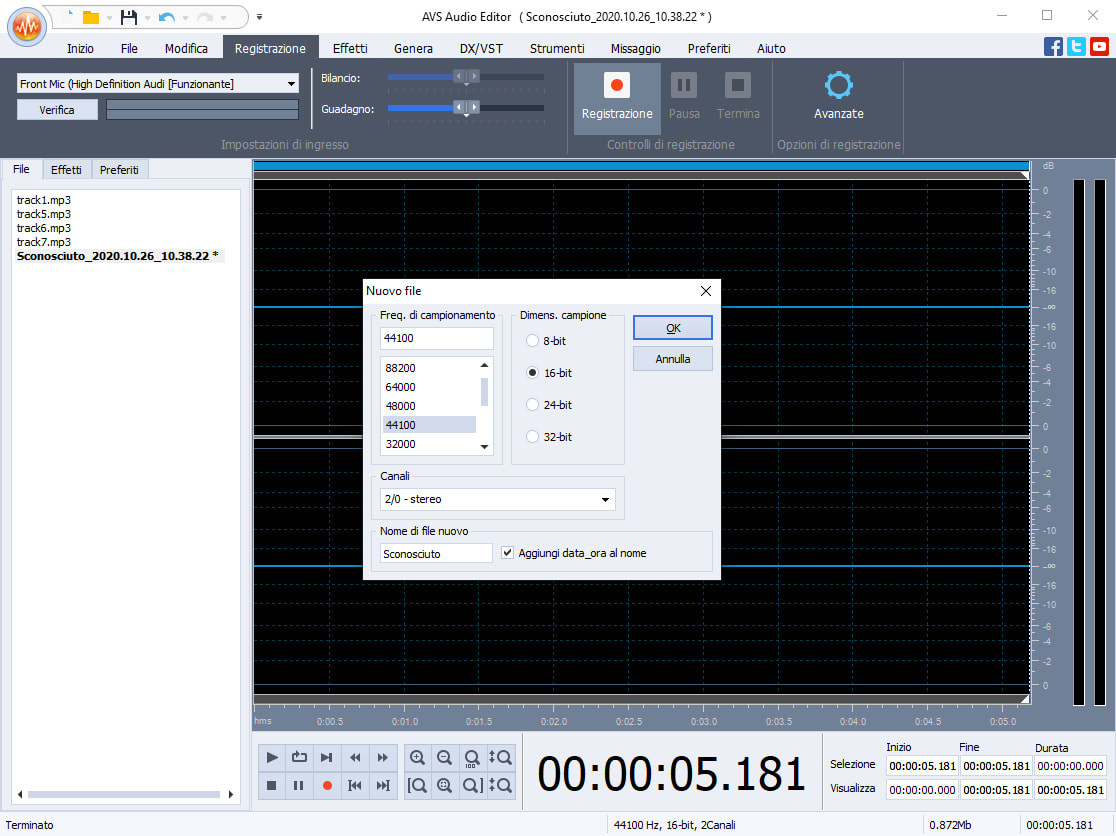 AVS Audio Editor ( Sconosciuto_2020.10.26_10.38.22 * )
Inizio File Modifica Registrazione Effetti Genera DX/VST Strumenti Missaggio Preferiti Aiuto
Front Mic (High Definition Audi [Funzionante]
Verifica
Bilancio:
Guadagno:
Impostazioni di ingresso
Registrazione Pausa Termina
Controlli di registrazione
Avanzate
Opzioni di registrazione
File Effetti Preferiti
track1.mp3
track5.mp3
track6.mp3
track7.mp3
Sconosciuto_2020.10.26_10.38.22 *
dB
0
-2
-4
-6
-10
-16
-∞
-16
-10
-6
-4
-2
0
0
-2
-4
-6
-10
-16
-∞
-16
-10
-6
-4
-2
0
Nuovo file
Freq. di campionamento
44100
88200
64000
48000
44100
32000
Dimens. campione
8-bit
16-bit
24-bit
32-bit
OK
Annulla
Canali
2/0 - stereo
Nome di file nuovo
Sconosciuto
Aggiungi data_ora al nome
hms 0:00.5 0:01.0 0:01.5 0:02.0 0:02.5 0:03.0 0:03.5 0:04.0 0:04.5 0:05.0
100
00:00:05.181
Inizio Fine Durata
Selezione 00:00:05.181 00:00:05.181 00:00:00.000
Visualizza 00:00:00.000 00:00:05.181 00:00:05.181
Terminato
44100 Hz, 16-bit, 2Canali
0.872Mb
00:00:05.181